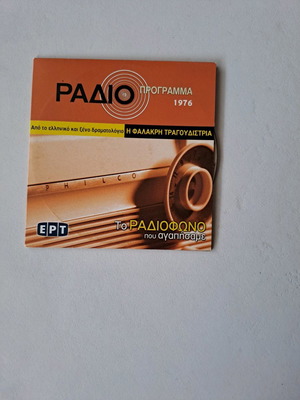 ΡΑΔΙΟ ΠΡΟΓΡΑΜΜΑ
1976
Από το ελληνικό και ξένο δραματολόγιο Η ΦΑΛΑΚΡΗ ΤΡΑΓΟΥΔΙΣΤΡΙΑ
PHILCO
ΕΡΤ
Το ΡΑΔΙΟΦΩΝΟ
που αγαπήσαμε